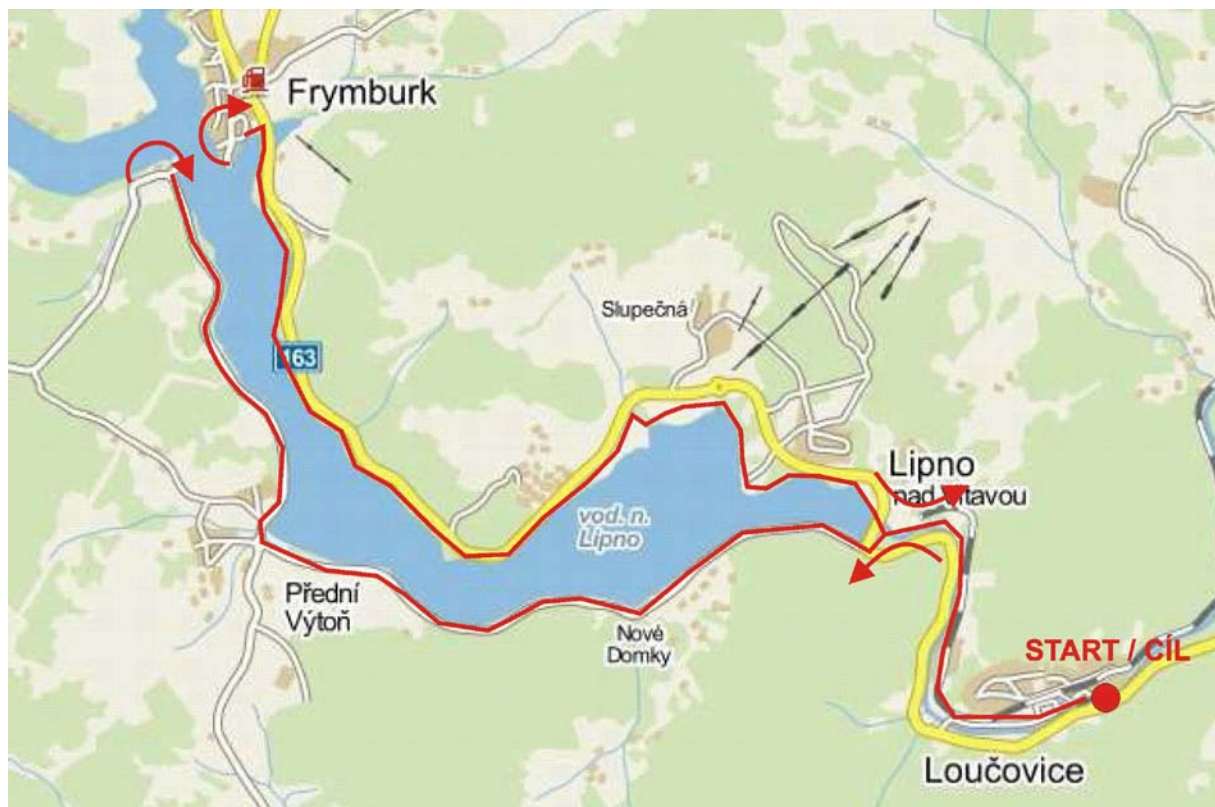 Frymburk
163
Slupečná
Lipno
nad Vltavou
vod. n.
Lipno
Přední
Výtoň
Nové
Domky
START / CÍL
Loučovice